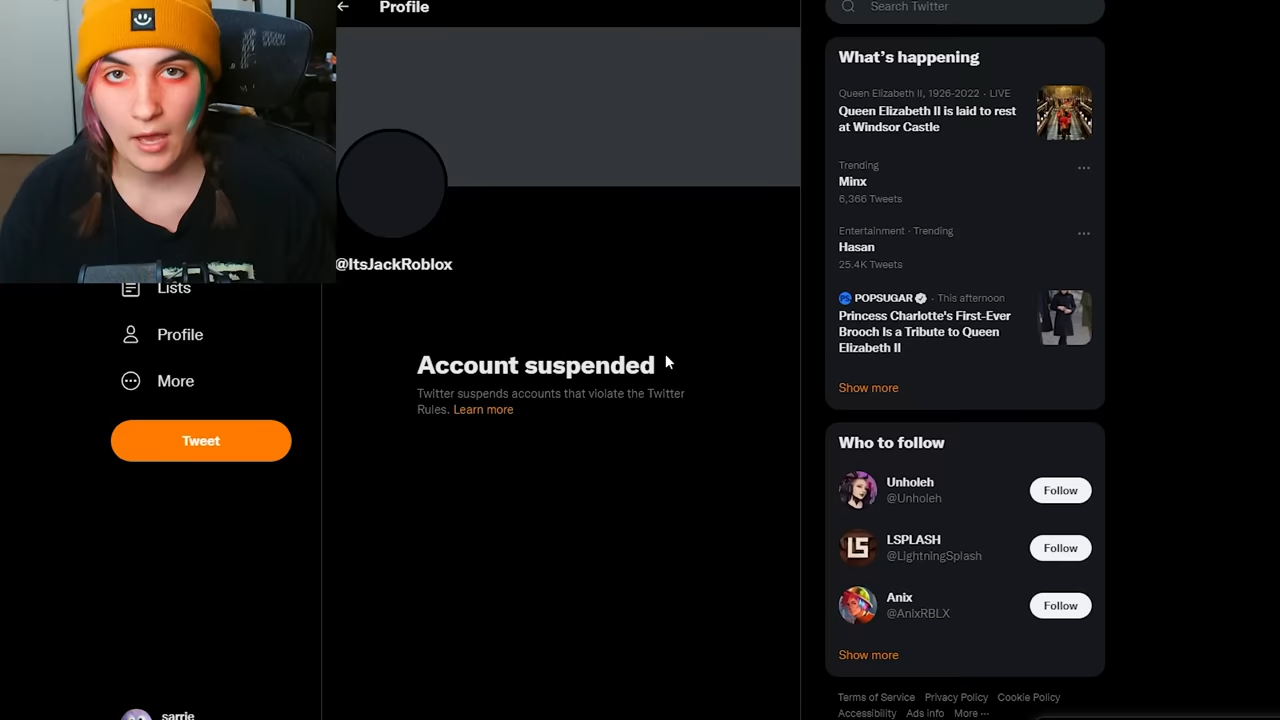 Profile
@ItsJackRoblox
Lists
Profile
More
Tweet
sarrie
Account suspended
Twitter suspends accounts that violate the Twitter
Rules. Learn more
Search Twitter
What's happening
Queen Elizabeth II, 1926-2022 · LIVE
Queen Elizabeth II is laid to rest
at Windsor Castle
Trending
Minx
6,366 Tweets
Entertainment · Trending
Hasan
25.4K Tweets
POPSUGAR · This afternoon
Princess Charlotte's First-Ever
Brooch Is a Tribute to Queen
Elizabeth II
Show more
Who to follow
Unholeh
@Unholeh
Follow
LS
LSPLASH
@LightningSplash
Follow
Anix
@AnixRBLX
Follow
Show more
Terms of Service Privacy Policy Cookie Policy
Accessibility Ads info More ···